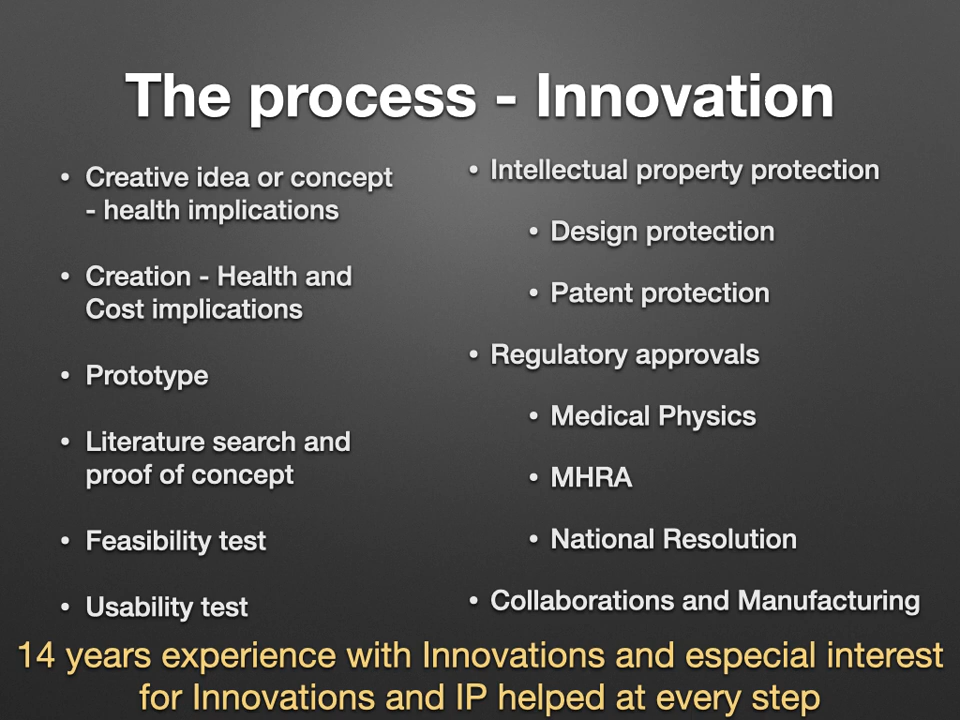 The process - Innovation
• Creative idea or concept
- health implications
• Creation - Health and
Cost implications
• Prototype
• Literature search and
proof of concept
• Feasibility test
• Usability test
• Intellectual property protection
• Design protection
• Patent protection
• Regulatory approvals
• Medical Physics
• MHRA
• National Resolution
• Collaborations and Manufacturing
14 years experience with Innovations and especial interest
for Innovations and IP helped at every step